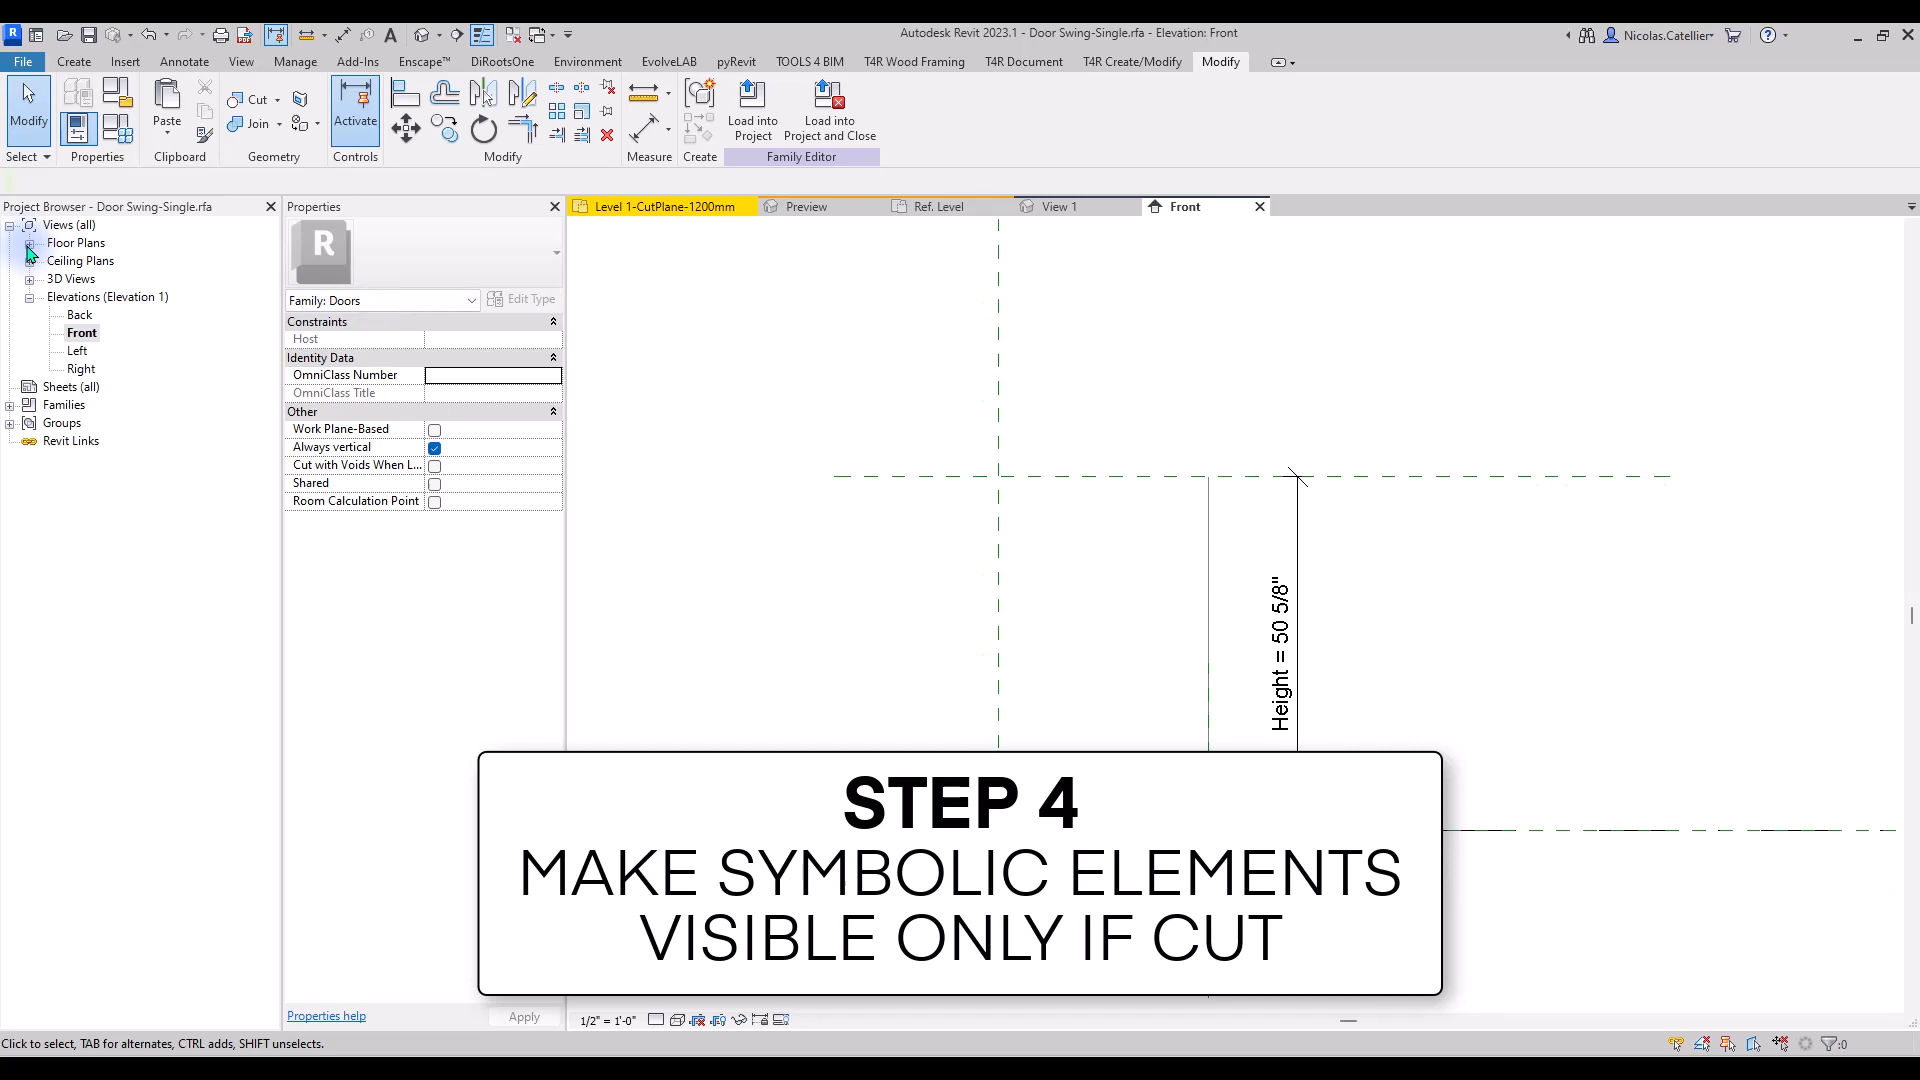 Autodesk Revit 2023.1 - Door Swing-Single.rfa - Elevation: Front
Nicolas.Catellier
File Create Insert Annotate View Manage Add-Ins Enscape™ DiRootsOne Environment EvolveLAB pyRevit TOOLS 4 BIM T4R Wood Framing T4R Document T4R Create/Modify Modify
Modify
Paste
Cut
Join
Activate
Load into
Project
Load into
Project and Close
Select Properties Clipboard Geometry Controls Modify Measure Create Family Editor
Project Browser - Door Swing-Single.rfa
Views (all)
Floor Plans
Ceiling Plans
3D Views
Elevations (Elevation 1)
Back
Front
Left
Right
Sheets (all)
Families
Groups
Revit Links
Properties
R
Family: Doors
Edit Type
Constraints
Host
Identity Data
OmniClass Number
OmniClass Title
Other
Work Plane-Based
Always vertical
Cut with Voids When L...
Shared
Room Calculation Point
Properties help
Apply
Level 1-CutPlane-1200mm
Preview
Ref. Level
View 1
Front
Height = 50 5/8"
STEP 4
MAKE SYMBOLIC ELEMENTS
VISIBLE ONLY IF CUT
1/2" = 1'-0"
Click to select, TAB for alternates, CTRL adds, SHIFT unselects.
:0